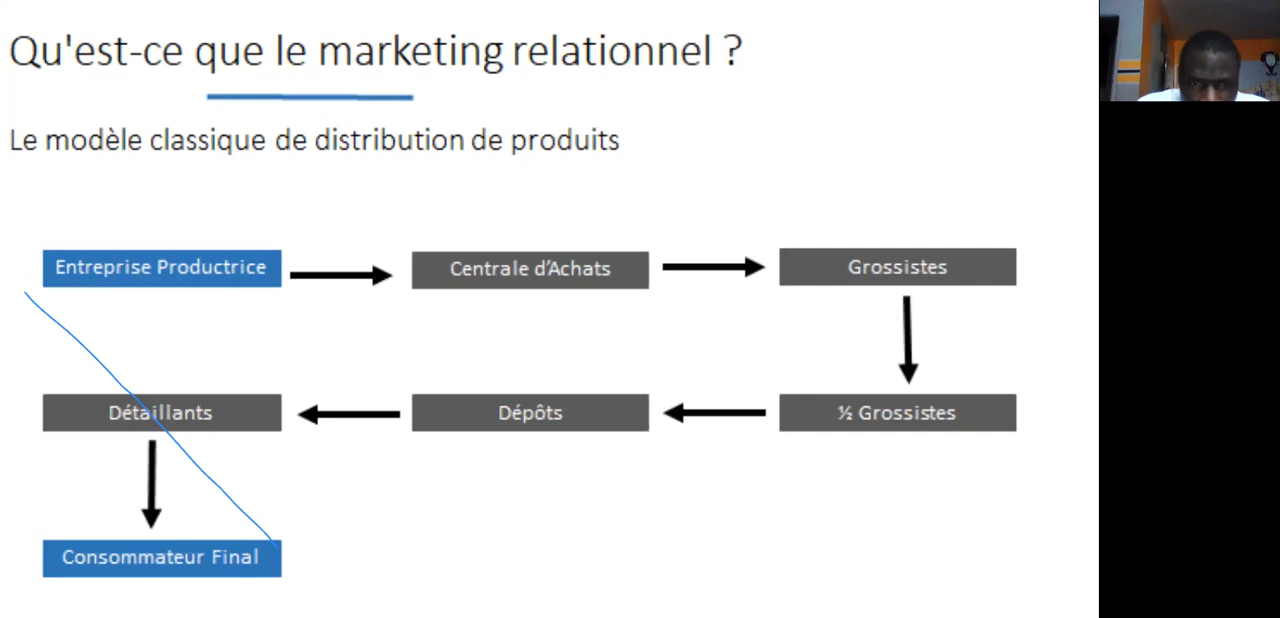 Qu'est-ce que le marketing relationnel ?
Le modèle classique de distribution de produits
Entreprise Productrice
Centrale d'Achats
Grossistes
½ Grossistes
Dépôts
Détaillants
Consommateur Final